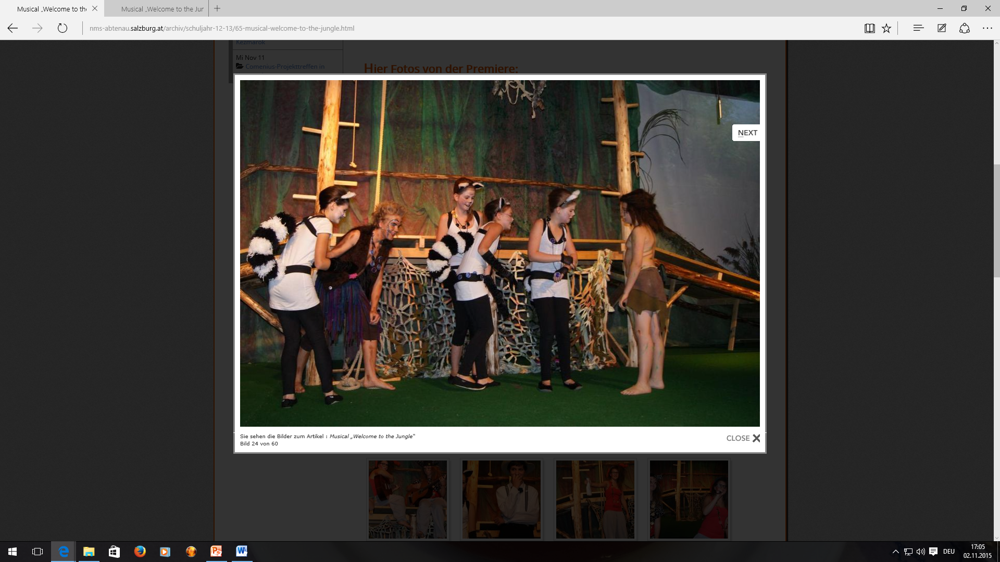 Musical „Welcome to the
Musical „Welcome to the Jur
nms-abtenau.salzburg.at/archiv/schuljahr-12-13/65-musical-welcome-to-the-jungle.html
Kezmarok
Mi Nov 11
Comenius-Projekttreffen in
Hier Fotos von der Premiere:
NEXT
Sie sehen die Bilder zum Artikel : Musical „Welcome to the Jungle“
Bild 24 von 60
CLOSE
DEU
17:05
02.11.2015